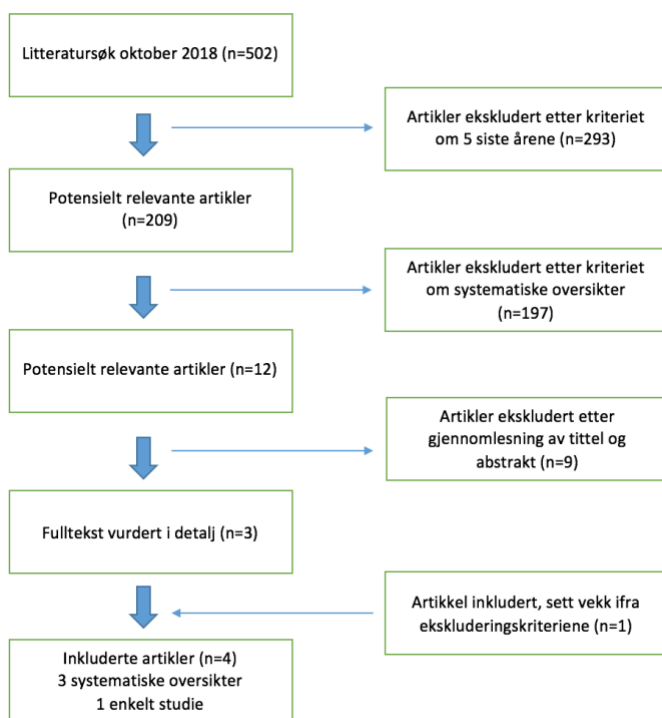 Litteratursøk oktober 2018 (n=502)
Artikler ekskludert etter kriteriet
om 5 siste årene (n=293)
Potensielt relevante artikler
(n=209)
Artikler ekskludert etter kriteriet
om systematiske oversikter
(n=197)
Potensielt relevante artikler (n=12)
Artikler ekskludert etter
gjennomlesning av tittel og
abstrakt (n=9)
Fulltekst vurdert i detalj (n=3)
Artikkel inkludert, sett vekk ifra
ekskluderingskriteriene (n=1)
Inkluderte artikler (n=4)
3 systematiske oversikter
1 enkelt studie